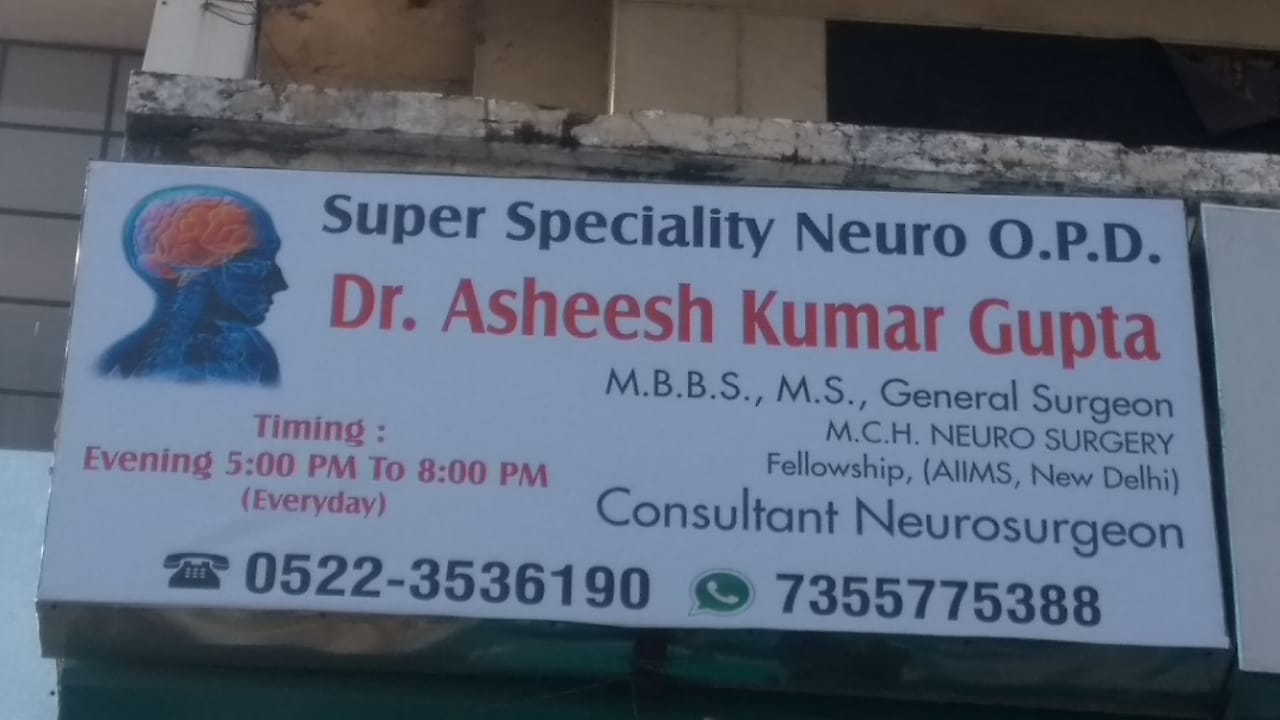 Super Speciality Neuro O.P.D.
Dr. Asheesh Kumar Gupta
M.B.B.S., M.S., General Surgeon
M.C.H. NEURO SURGERY
Fellowship, (AIIMS, New Delhi)
Consultant Neurosurgeon
Timing :
Evening 5:00 PM To 8:00 PM
(Everyday)
0522-3536190 7355775388